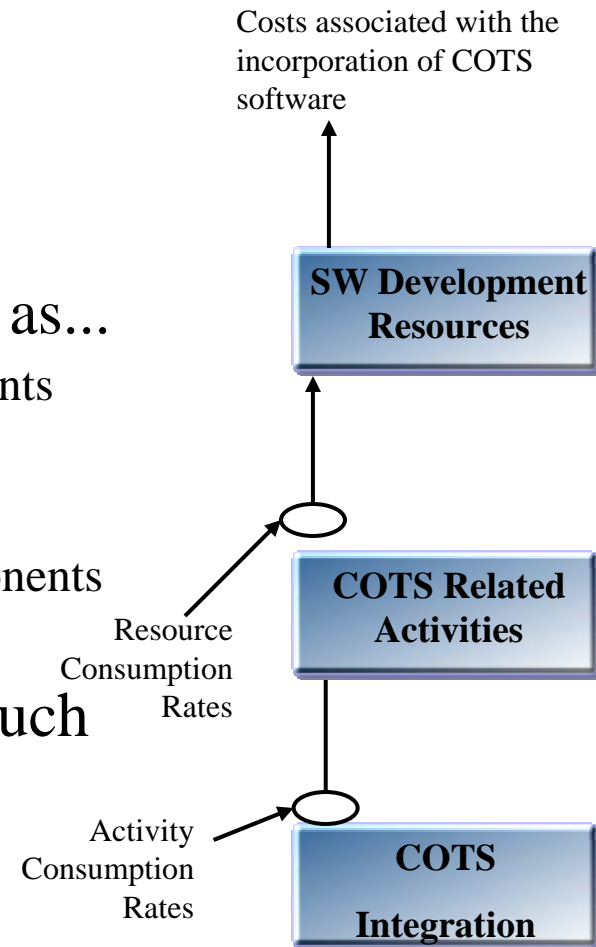 Costs associated with the
incorporation of COTS
software
SW Development
Resources
as...
nts
onents
COTS Related
Activities
Resource
Consumption
Rates
uch
Activity
Consumption
Rates
COTS
Integration